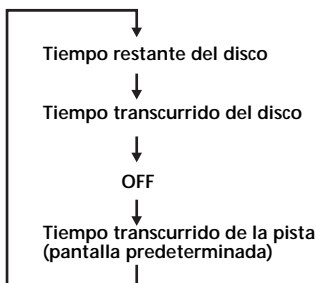 Tiempo restante del disco
Tiempo transcurrido del disco
OFF
Tiempo transcurrido de la pista
(pantalla predeterminada)